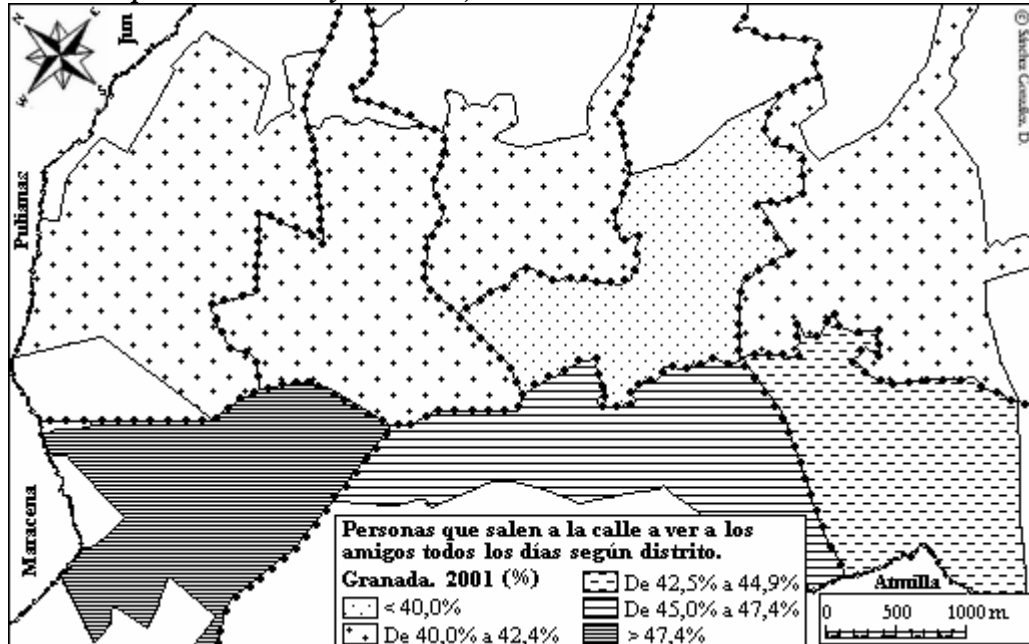 N
E
W
S
Jun
© Sánchez González, D.
Pulianas
Maracena
Personas que salen a la calle a ver a los
amigos todos los días según distrito.
Granada. 2001 (%)
< 40,0%
De 40,0% a 42,4%
De 42,5% a 44,9%
De 45,0% a 47,4%
> 47,4%
Atmilla
0 500 1000 m.